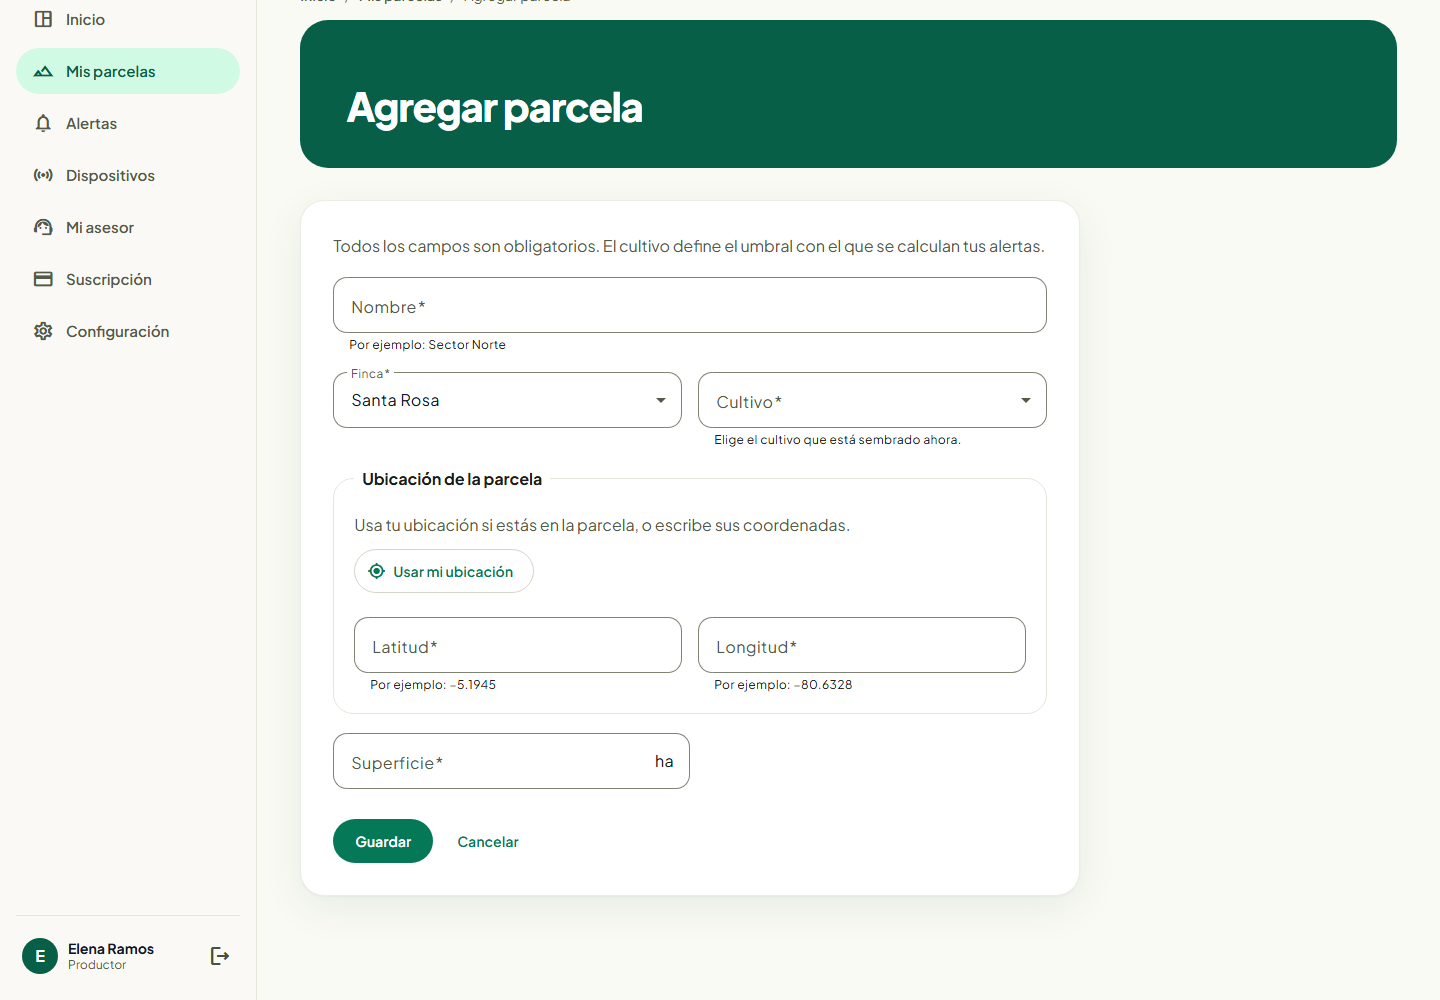 Inicio
Mis parcelas
Alertas
Dispositivos
Mi asesor
Suscripción
Configuración
Elena Ramos
Productor
E
Agregar parcela
Todos los campos son obligatorios. El cultivo define el umbral con el que se calculan tus alertas.
Nombre*
Por ejemplo: Sector Norte
Finca*
Santa Rosa
Cultivo*
Elige el cultivo que está sembrado ahora.
Ubicación de la parcela
Usa tu ubicación si estás en la parcela, o escribe sus coordenadas.
Usar mi ubicación
Latitud*
Longitud*
Por ejemplo: −5.1945
Por ejemplo: −80.6328
Superficie*
ha
Guardar
Cancelar